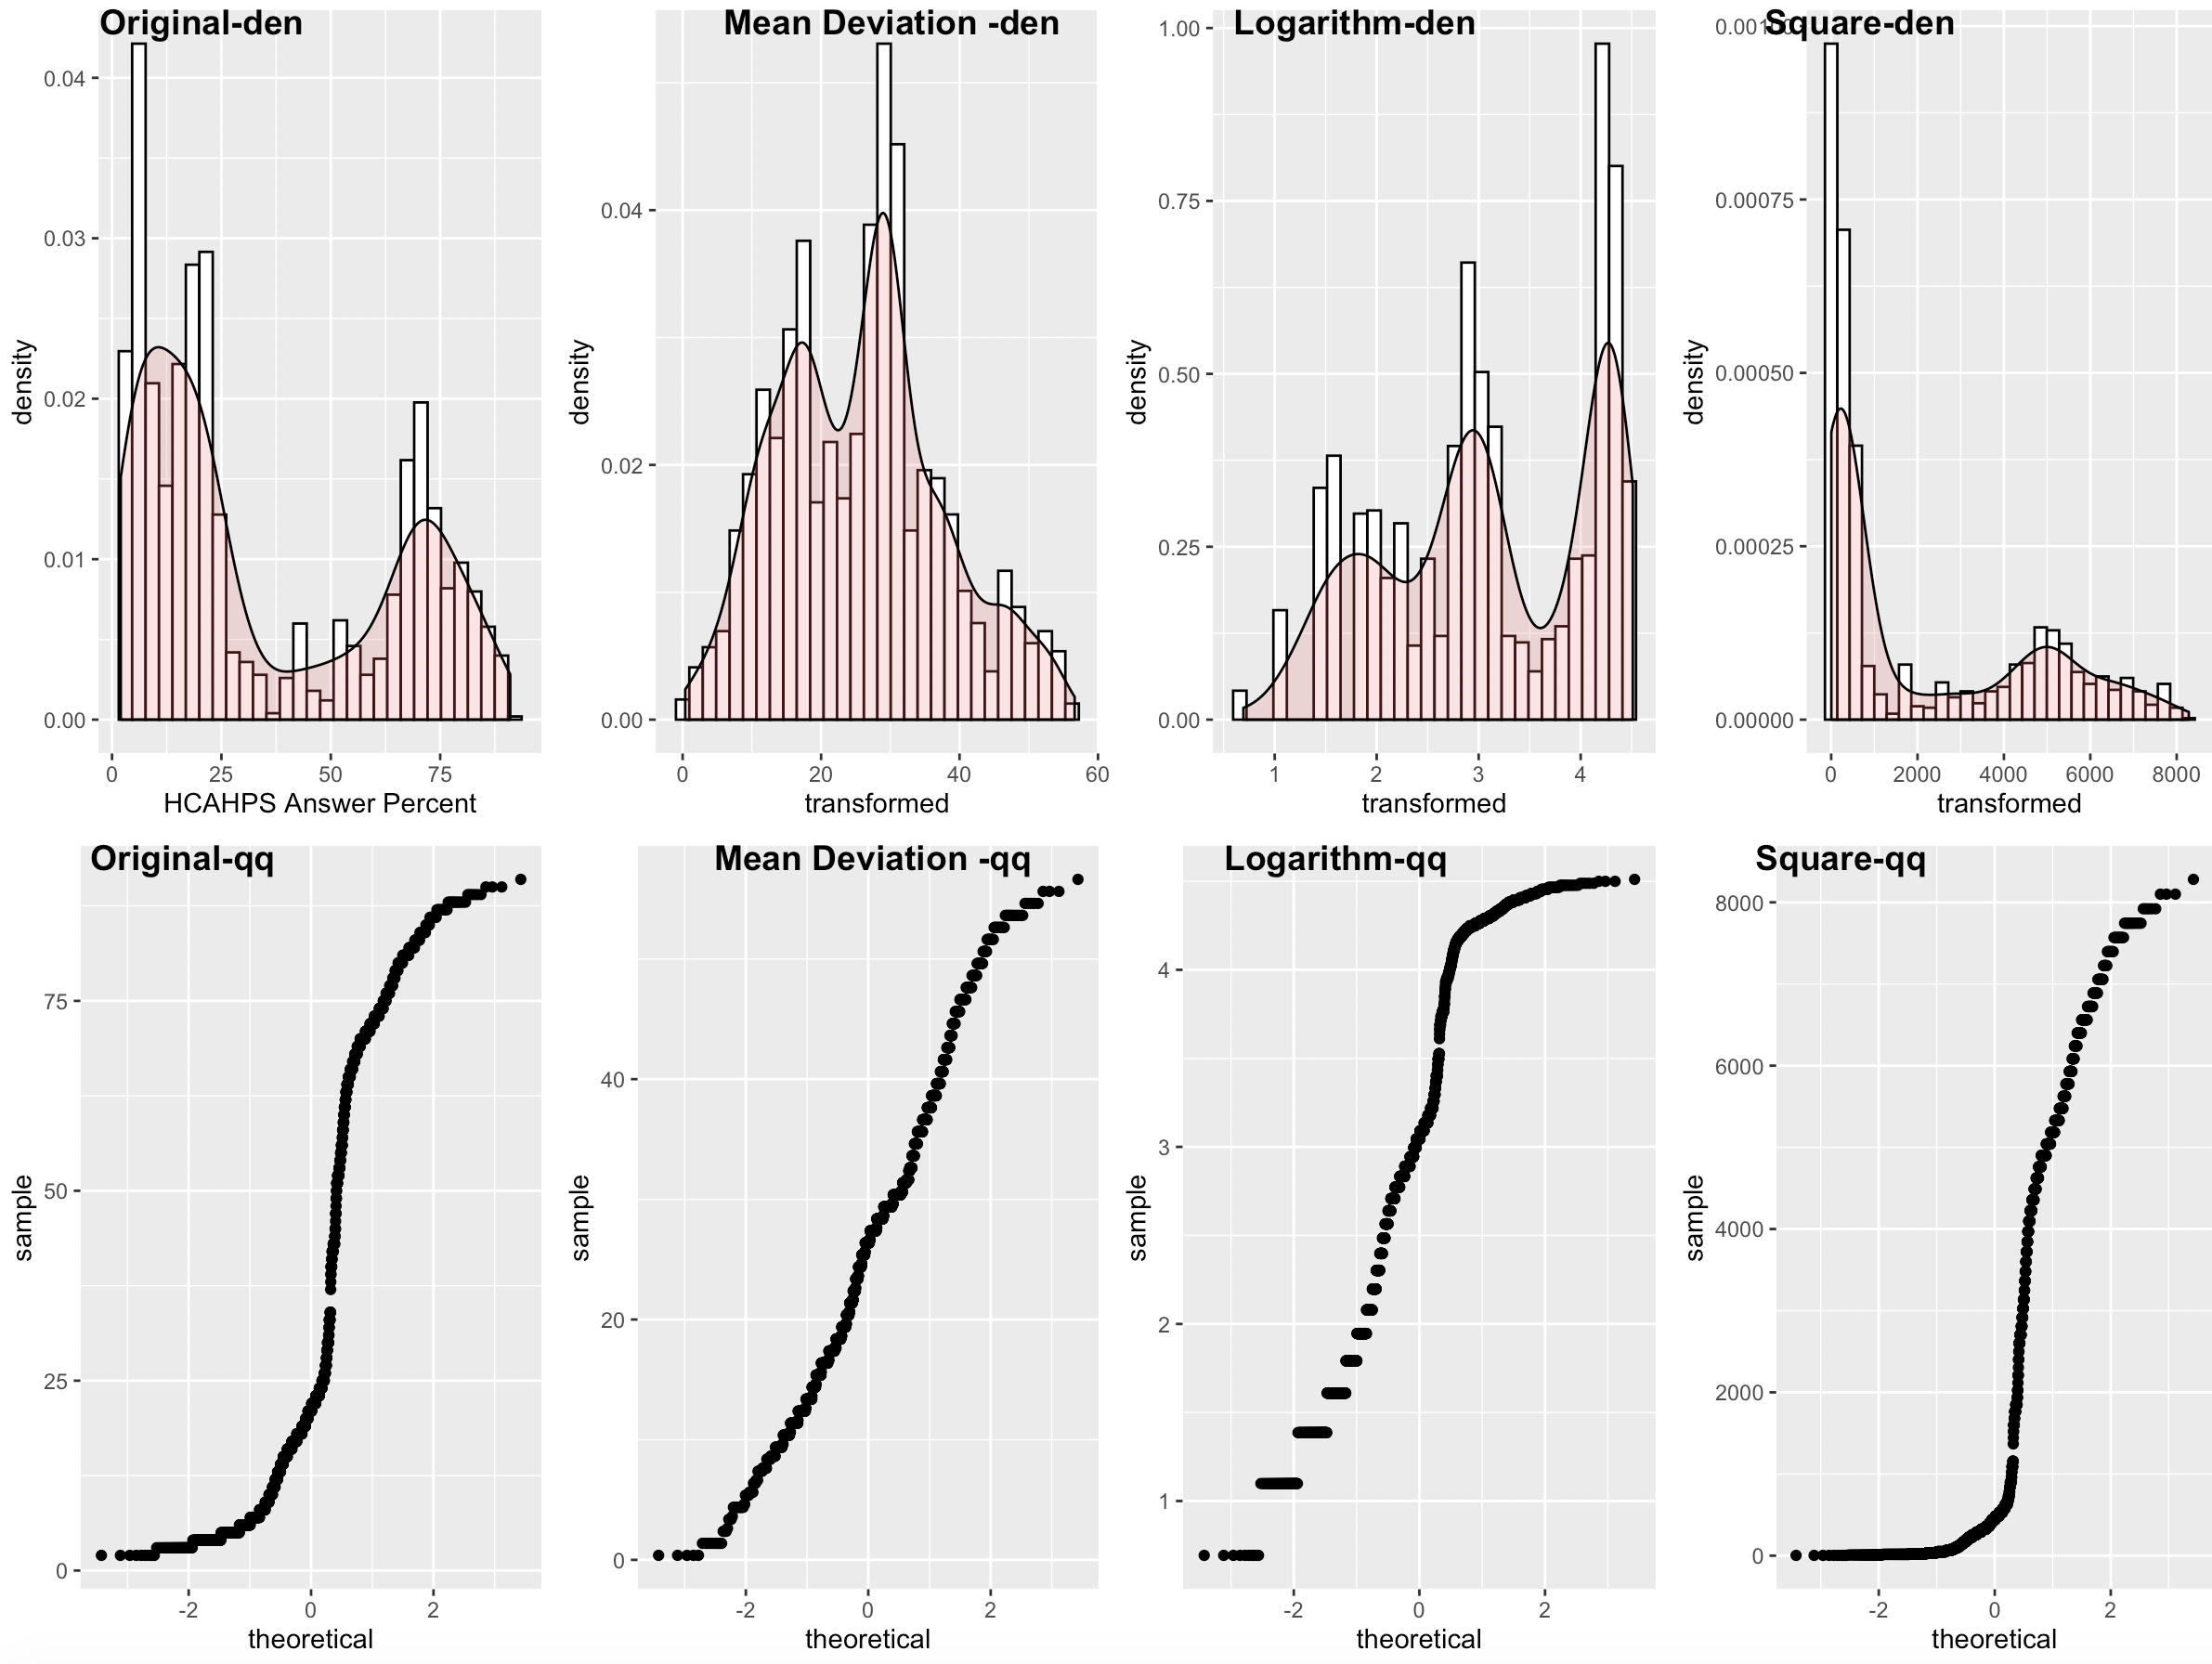 Original-den
0.04
0.03
0.02
0.01
0.00
density
0 25 50 75
HCAHPS Answer Percent
Mean Deviation -den
0.04
0.02
0.00
density
0 20 40 60
transformed
Logarithm-den
1.00
0.75
0.50
0.25
0.00
density
1 2 3 4
transformed
Square-den
0.00075
0.00050
0.00025
0.00000
density
0 2000 4000 6000 8000
transformed
Original-qq
75
50
25
0
sample
-2 0 2
theoretical
Mean Deviation -qq
40
20
0
sample
-2 0 2
theoretical
Logarithm-qq
4
3
2
1
sample
-2 0 2
theoretical
Square-qq
8000
6000
4000
2000
0
sample
-2 0 2
theoretical